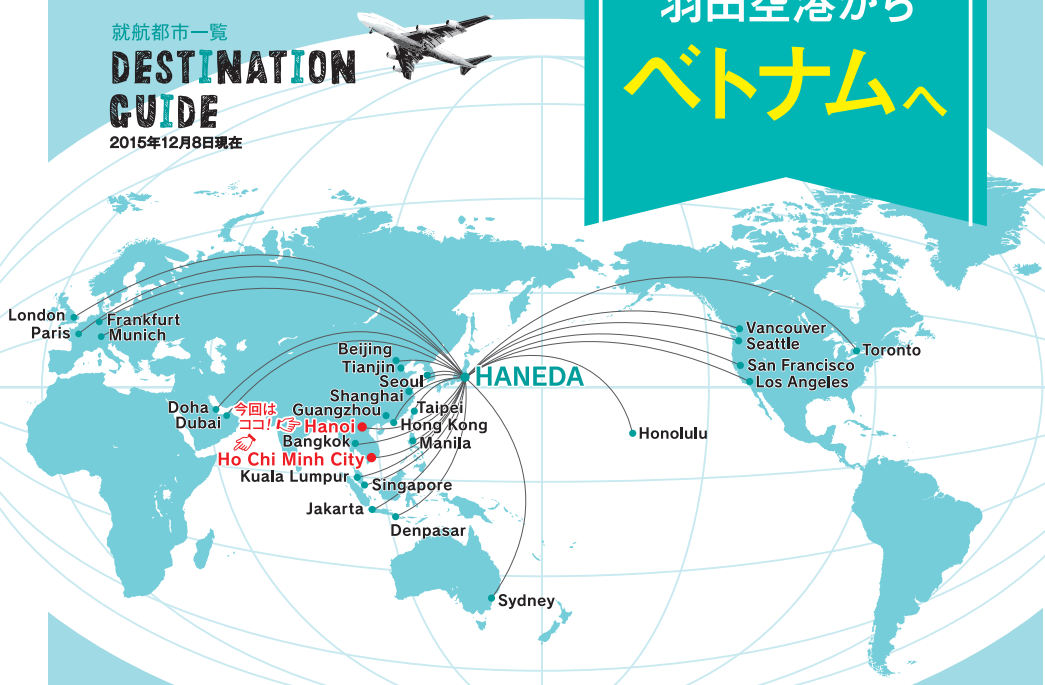 就航都市一覧
DESTINATION
GUIDE
2015年12月8日現在
羽田空港から
ベトナムへ
London
Paris
Frankfurt
Munich
Beijing
Tianjin
Seoul
HANEDA
Shanghai
Doha
Dubai
今回は
ココ!
Guangzhou
Taipei
Hanoi
Hong Kong
Bangkok
Manila
Ho Chi Minh City
Kuala Lumpur
Singapore
Jakarta
Denpasar
Sydney
Honolulu
Vancouver
Seattle
Toronto
San Francisco
Los Angeles